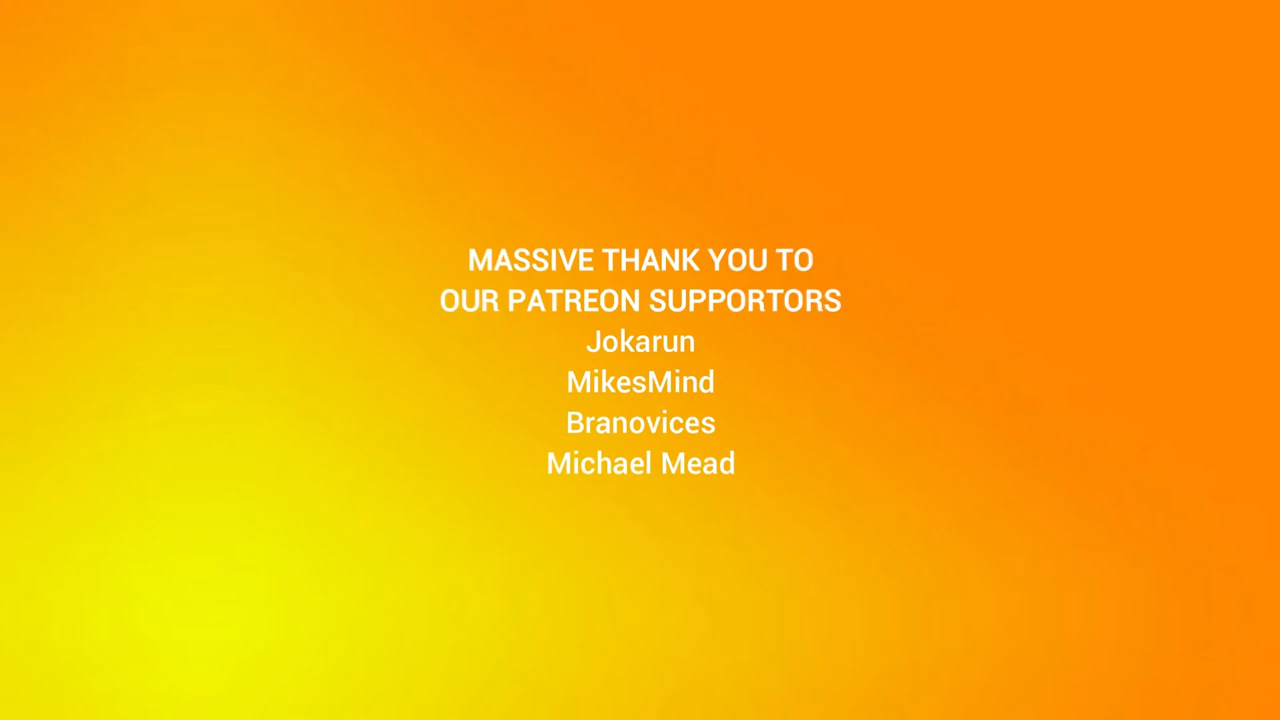 MASSIVE THANK YOU TO
OUR PATREON SUPPORTORS
Jokarun
MikesMind
Branovices
Michael Mead